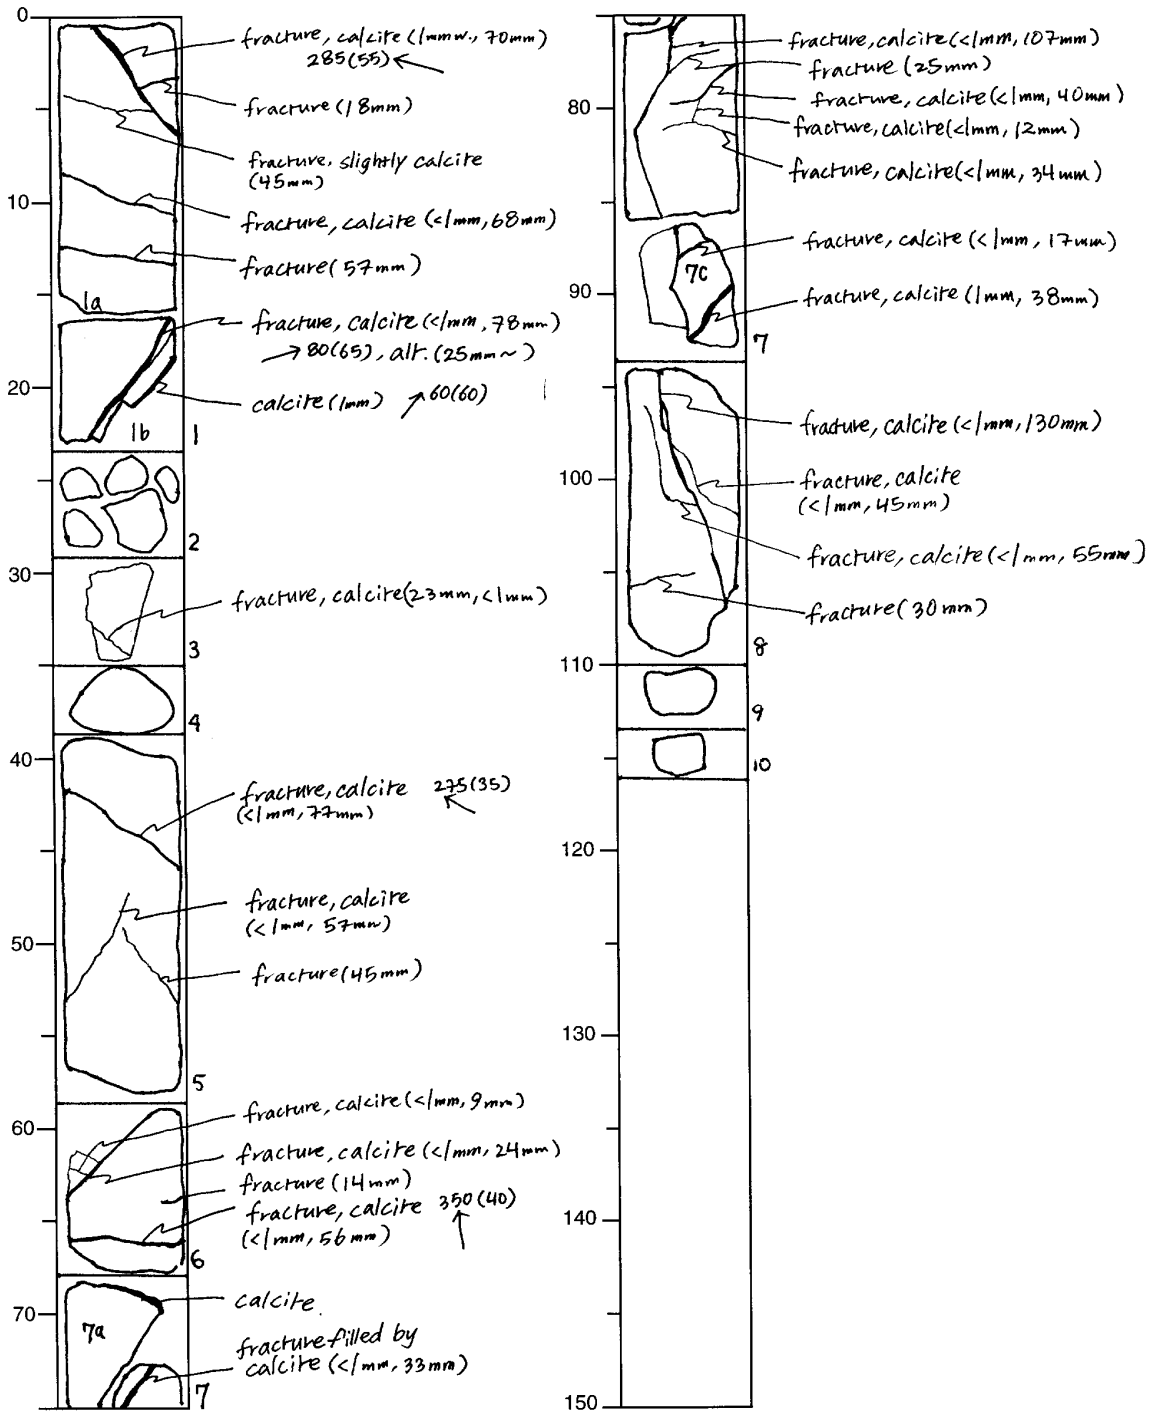 0
fracture, calcite (1mm w., 70mm)
285(55)
fracture (18mm)
fracture, slightly calcite
(45mm)
10
fracture, calcite (<1mm, 68mm)
fracture (57mm)
1a
fracture, calcite (<1mm, 78mm)
80(65), alt. (25mm~)
20
calcite (1mm) 60(60)
1b
1
2
30
fracture, calcite (23mm, <1mm)
3
4
40
fracture, calcite 275(35)
(<1mm, 77mm)
fracture, calcite
(<1mm, 57mm)
50
fracture (45mm)
5
60
fracture, calcite (<1mm, 9mm)
fracture, calcite (<1mm, 24mm)
fracture (14mm)
fracture, calcite 350(40)
(<1mm, 56mm)
6
70
calcite
7a
fracture filled by
calcite (<1mm, 33mm)
7
fracture, calcite (<1mm, 107mm)
fracture (25mm)
80
fracture, calcite (<1mm, 40mm)
fracture, calcite (<1mm, 12mm)
fracture, calcite (<1mm, 34mm)
fracture, calcite (<1mm, 17mm)
7c
90
fracture, calcite (1mm, 38mm)
7
fracture, calcite (<1mm, 130mm)
100
fracture, calcite
(<1mm, 45mm)
fracture, calcite (<1mm, 55mm)
fracture (30mm)
8
110
9
10
120
130
140
150